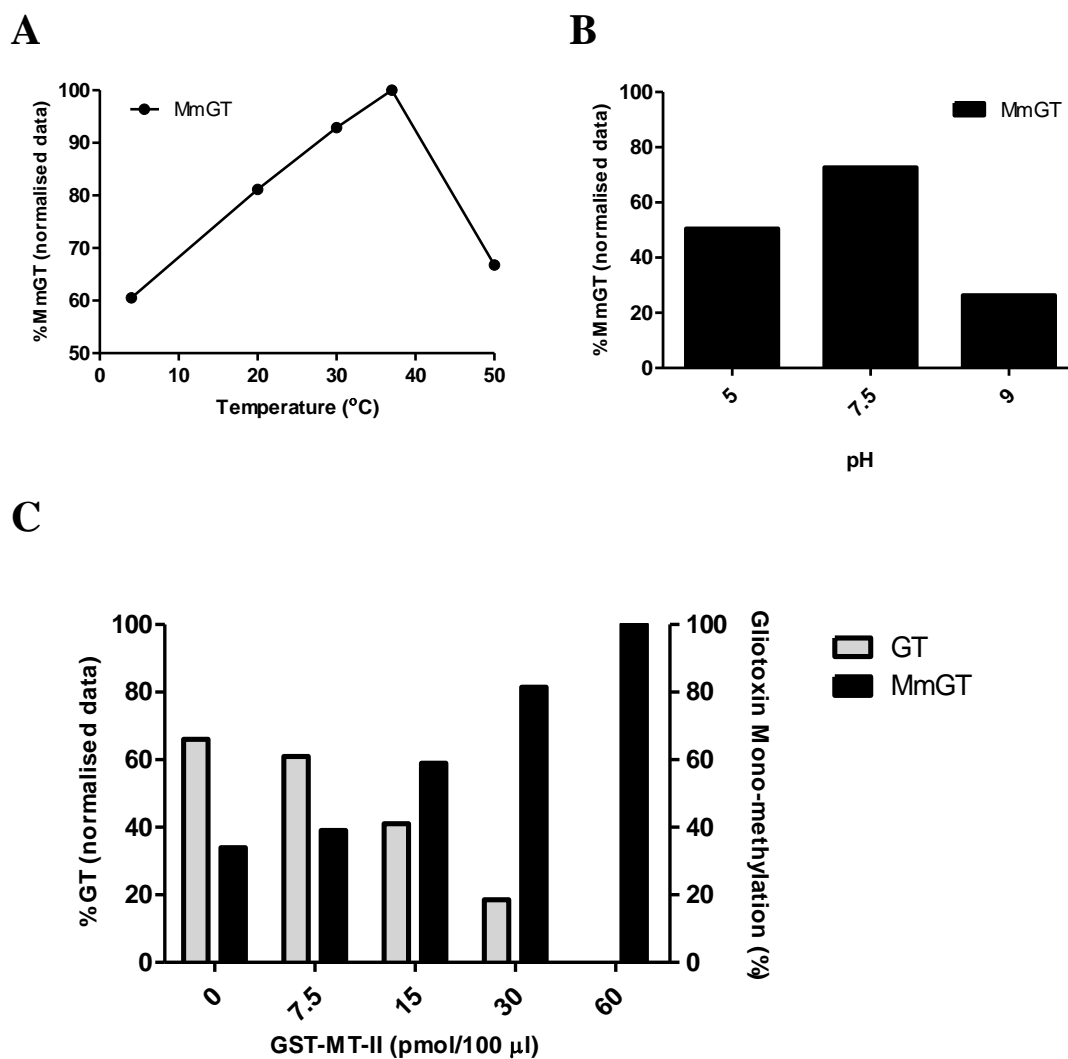 A
%MmGT (normalised data)
100
90
80
70
60
50
MmGT
0 10 20 30 40 50
Temperature (°C)
B
%MmGT (normalised data)
100
80
60
40
20
0
MmGT
5 7.5 9
pH
C
%GT (normalised data)
100
80
60
40
20
0
0 7.5 15 30 60
GST-MT-II (pmol/100 µl)
100
80
60
40
20
0
Gliotoxin Mono-methylation (%)
GT
MmGT